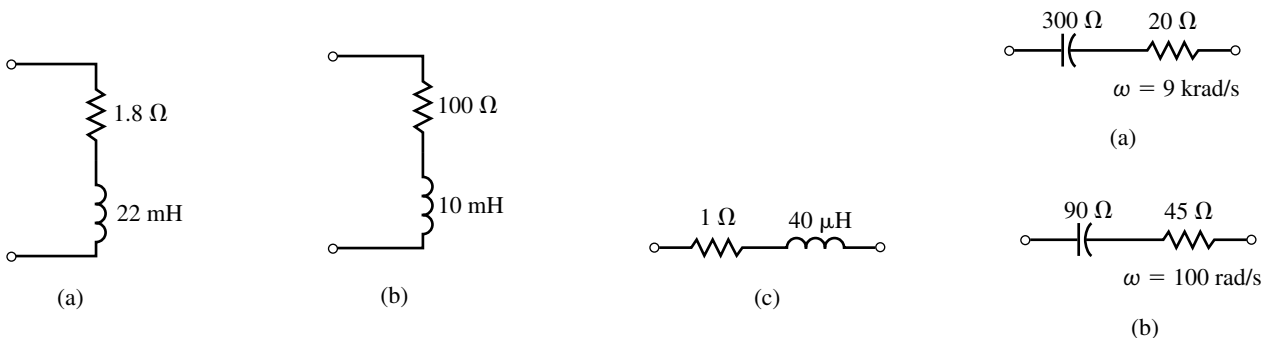 1.8 Ω
22 mH
(a)
100 Ω
10 mH
(b)
1 Ω
40 μH
(c)
300 Ω
20 Ω
ω = 9 krad/s
(a)
90 Ω
45 Ω
ω = 100 rad/s
(b)